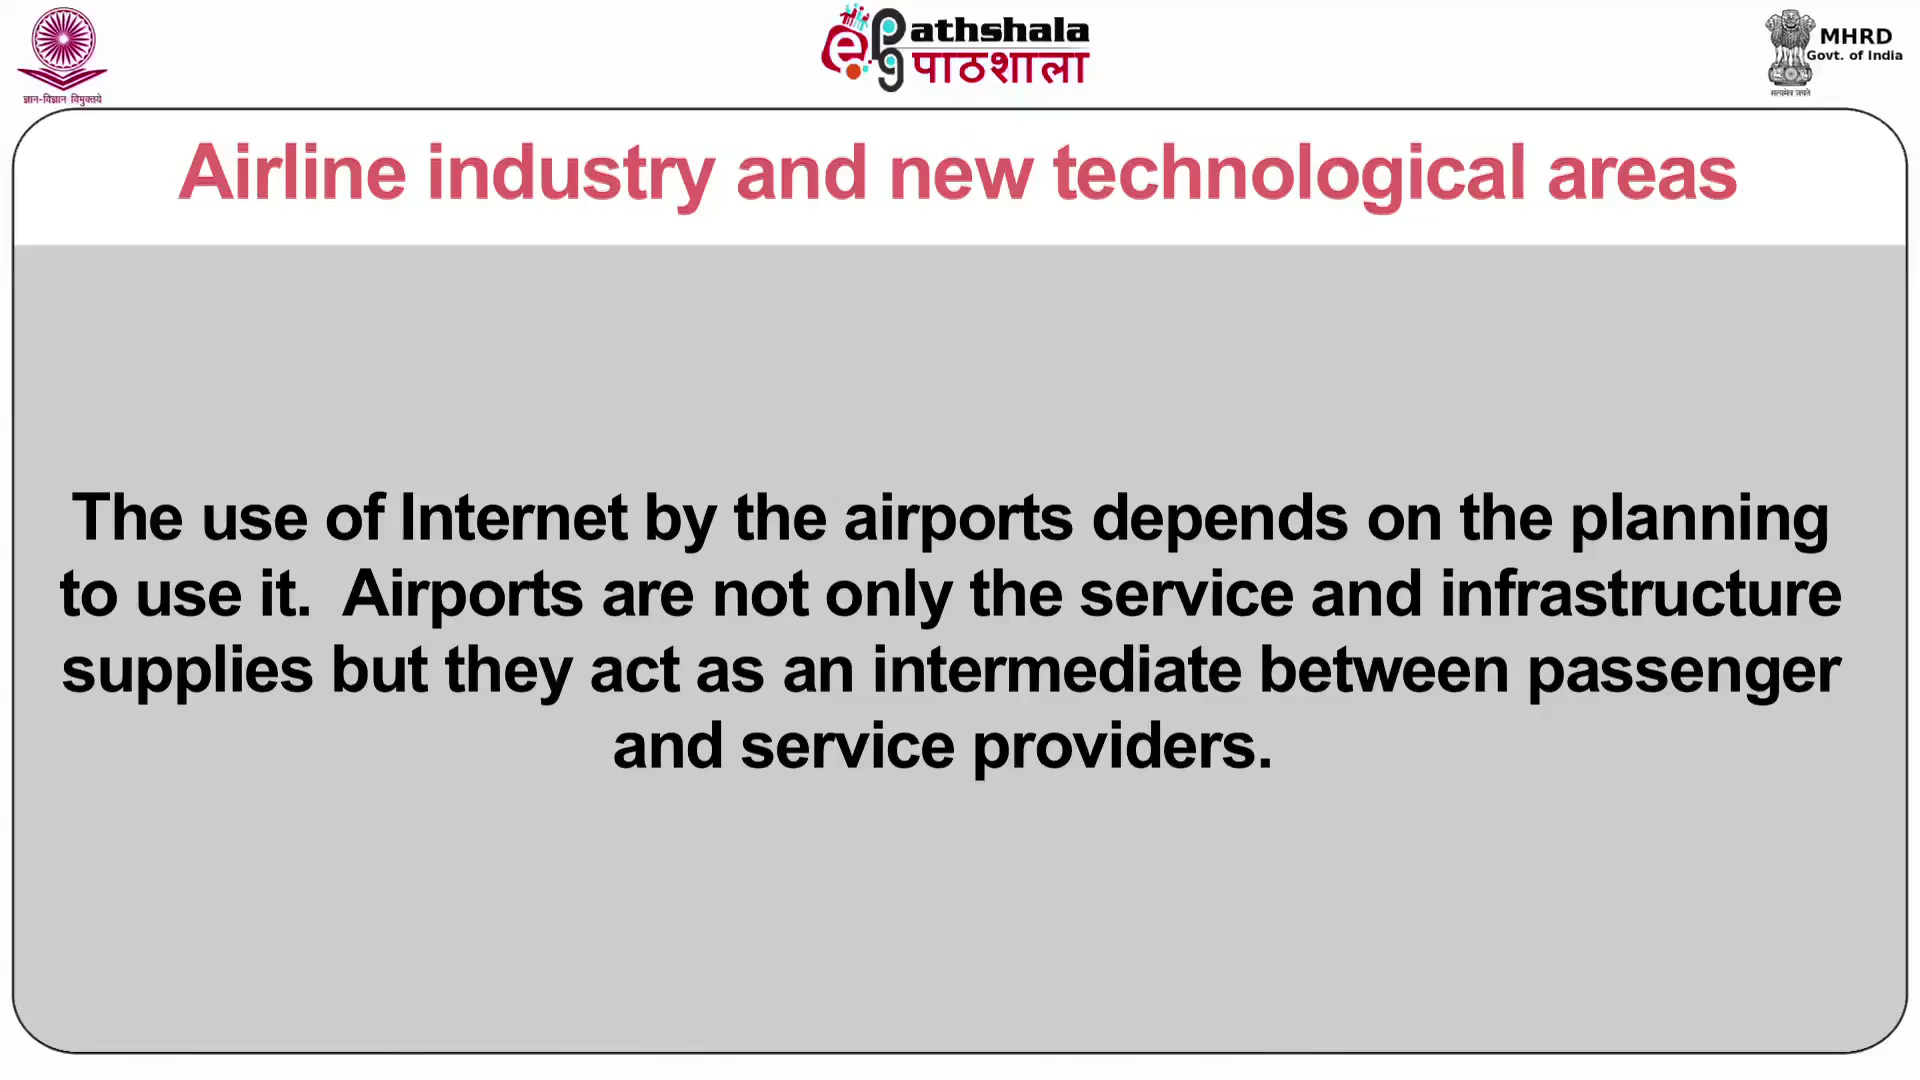 ज्ञान-विज्ञान विमुक्तये
ePGathshala
पाठशाला
MHRD
Govt. of India
सत्यमेव जयते
Airline industry and new technological areas
The use of Internet by the airports depends on the planning
to use it.  Airports are not only the service and infrastructure
supplies but they act as an intermediate between passenger
and service providers.